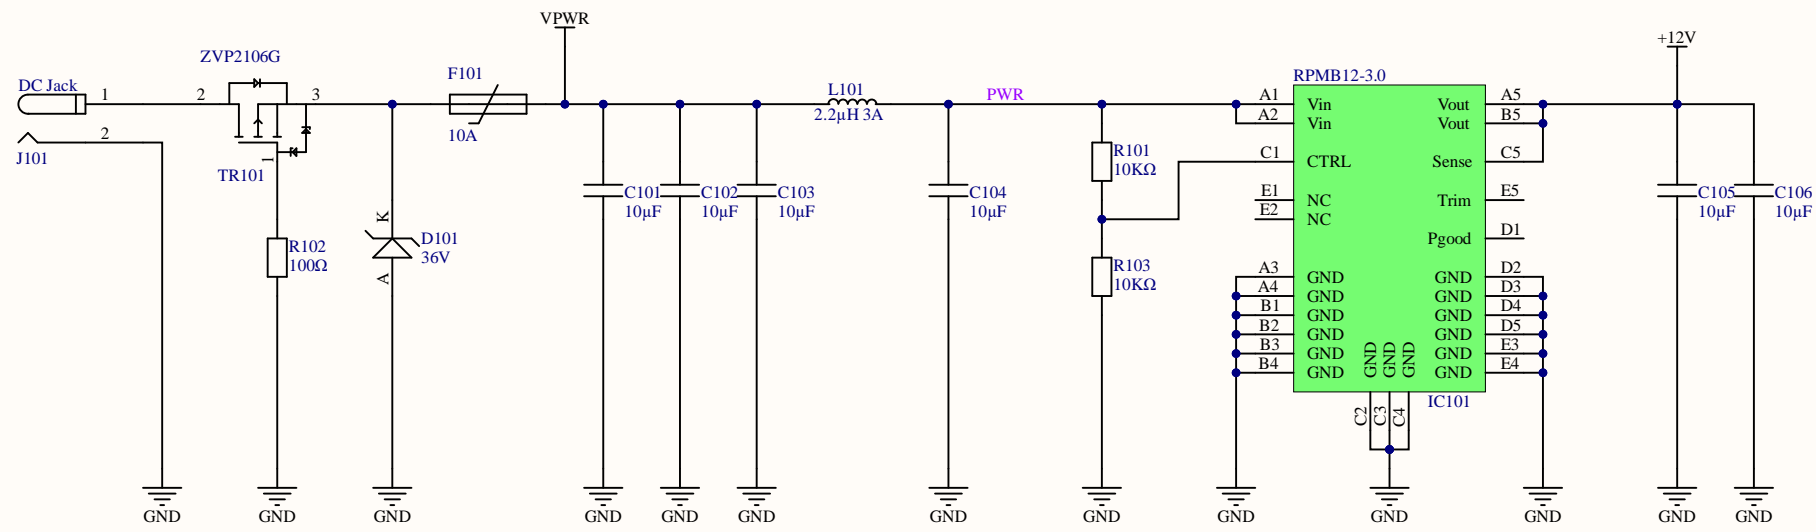 VPWR
+12V
ZVP2106G
DC Jack
1
2
3
F101
10A
J101
2
1
TR101
L101
2.2µH 3A
PWR
R102
100Ω
K
D101
36V
A
C101
10µF
C102
10µF
C103
10µF
C104
10µF
R101
10KΩ
R103
10KΩ
RPMB12-3.0
A1 Vin
A2 Vin
C1 CTRL
E1 NC
E2 NC
A3 GND
A4 GND
B1 GND
B2 GND
B3 GND
B4 GND
Vout A5
Vout B5
Sense C5
Trim E5
Pgood D1
GND D2
GND D3
GND D4
GND D5
GND E3
GND E4
GND GND GND
C2 C3 C4
IC101
C105
10µF
C106
10µF
GND
GND
GND
GND
GND
GND
GND
GND
GND
GND
GND
GND
GND